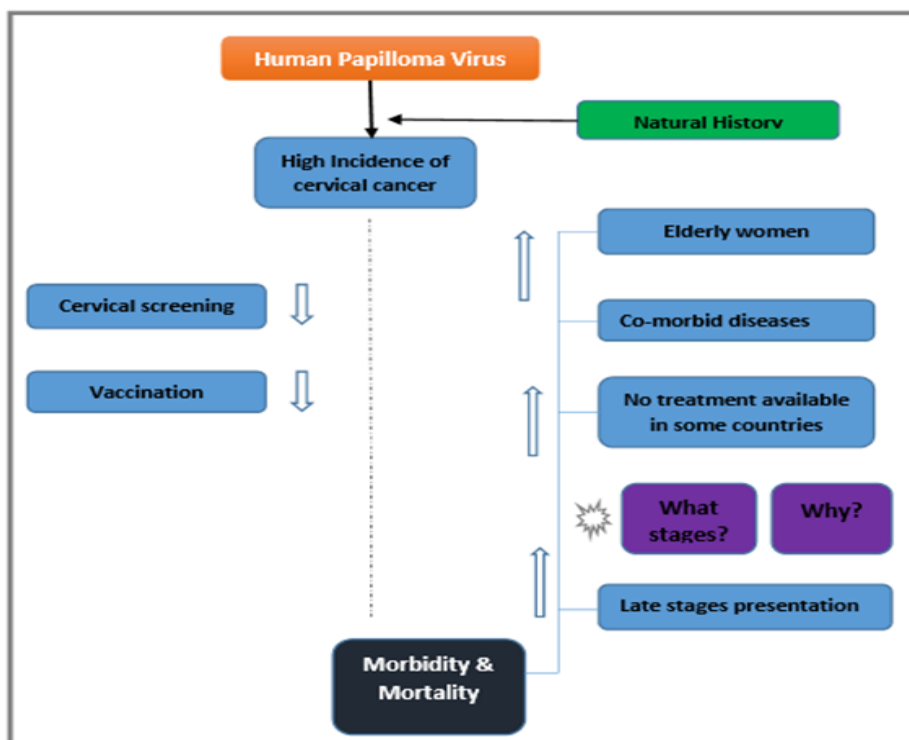 Human Papilloma Virus
Natural History
High Incidence of
cervical cancer
Elderly women
Cervical screening
Co-morbid diseases
Vaccination
No treatment available
in some countries
What
stages?
Why?
Late stages presentation
Morbidity &
Mortality